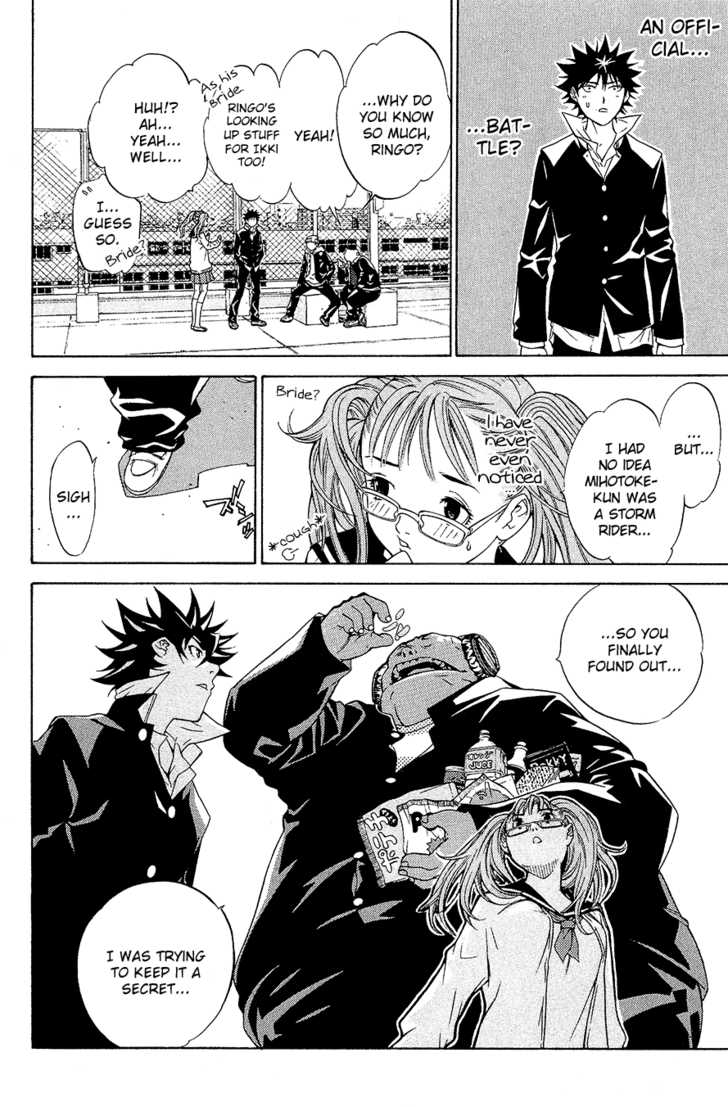 AN OFFI-
CIAL...
...BAT-
TLE?
...WHY DO
YOU KNOW
SO MUCH,
RINGO?
YEAH!
As his
Bride
RINGO'S
LOOKING
UP STUFF
FOR IKKI
TOO!
HUH!?
AH...
YEAH...
WELL...
I...
GUESS
SO.
Bride?
...
BUT...
I HAD
NO IDEA
MIHOTOKE-
KUN WAS
A STORM
RIDER...
I have
never
even
noticed
Bride?
*cough*
SIGH
...
...SO YOU
FINALLY
FOUND OUT...
JUCE
I WAS TRYING
TO KEEP IT A
SECRET...